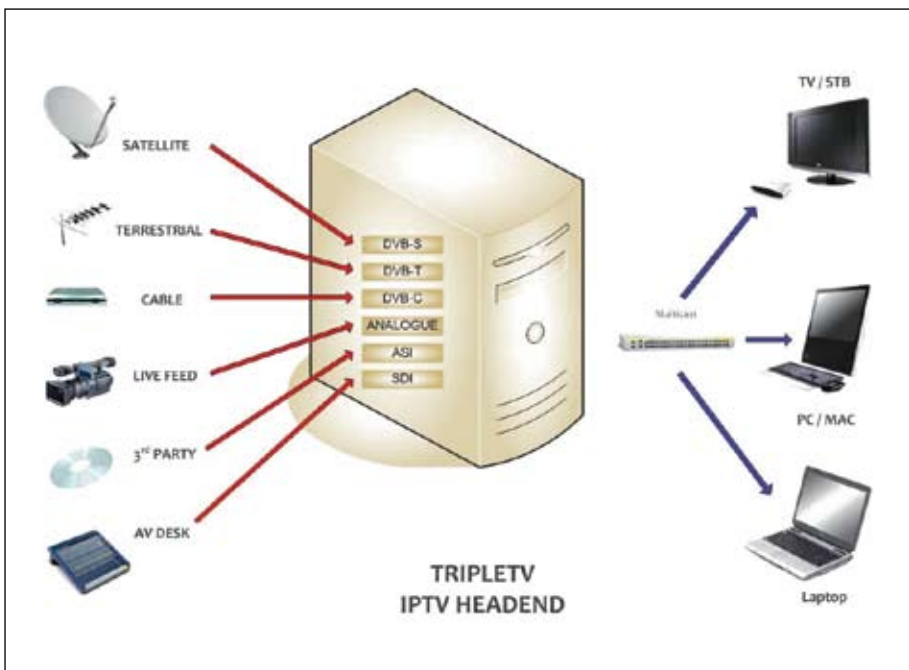 SATELLITE
TERRESTRIAL
CABLE
LIVE FEED
3rd PARTY
AV DESK
DVB-S
DVB-T
DVB-C
ANALOGUE
ASI
SDI
Multicast
TV / STB
PC / MAC
Laptop
TRIPLETV
IPTV HEADEND